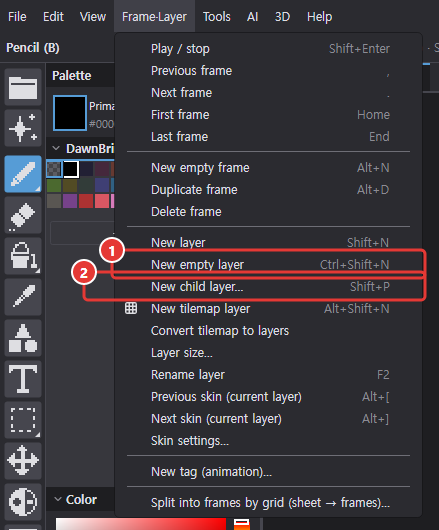 File Edit View Frame·Layer Tools AI 3D Help
Pencil (B)
Palette
Prima
#000
DawnBri
Play / stop Shift+Enter
Previous frame ,
Next frame .
First frame Home
Last frame End
New empty frame Alt+N
Duplicate frame Alt+D
Delete frame
New layer Shift+N
1
New empty layer Ctrl+Shift+N
2
New child layer... Shift+P
New tilemap layer Alt+Shift+N
Convert tilemap to layers
Layer size...
Rename layer F2
Previous skin (current layer) Alt+[
Next skin (current layer) Alt+]
Skin settings...
New tag (animation)...
Split into frames by grid (sheet → frames)...
Color